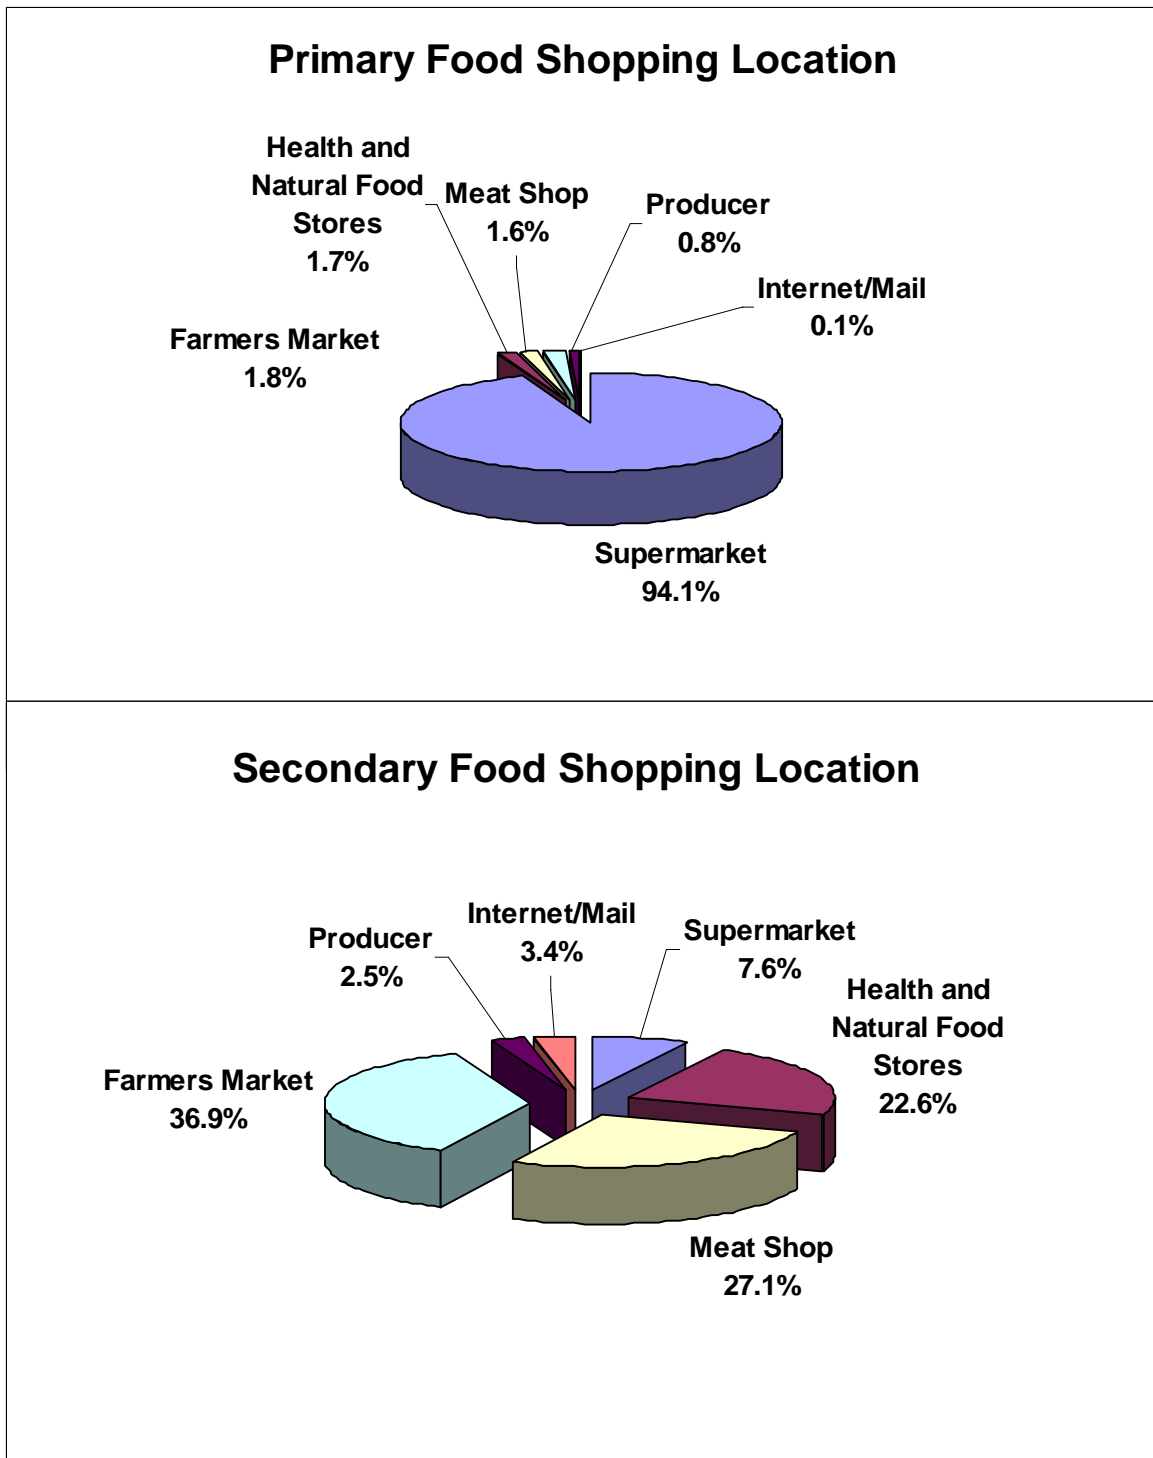 Primary Food Shopping Location
Health and
Natural Food
Stores
1.7%
Meat Shop
1.6%
Producer
0.8%
Internet/Mail
0.1%
Farmers Market
1.8%
Supermarket
94.1%
Secondary Food Shopping Location
Internet/Mail
3.4%
Producer
2.5%
Supermarket
7.6%
Health and
Natural Food
Stores
22.6%
Farmers Market
36.9%
Meat Shop
27.1%